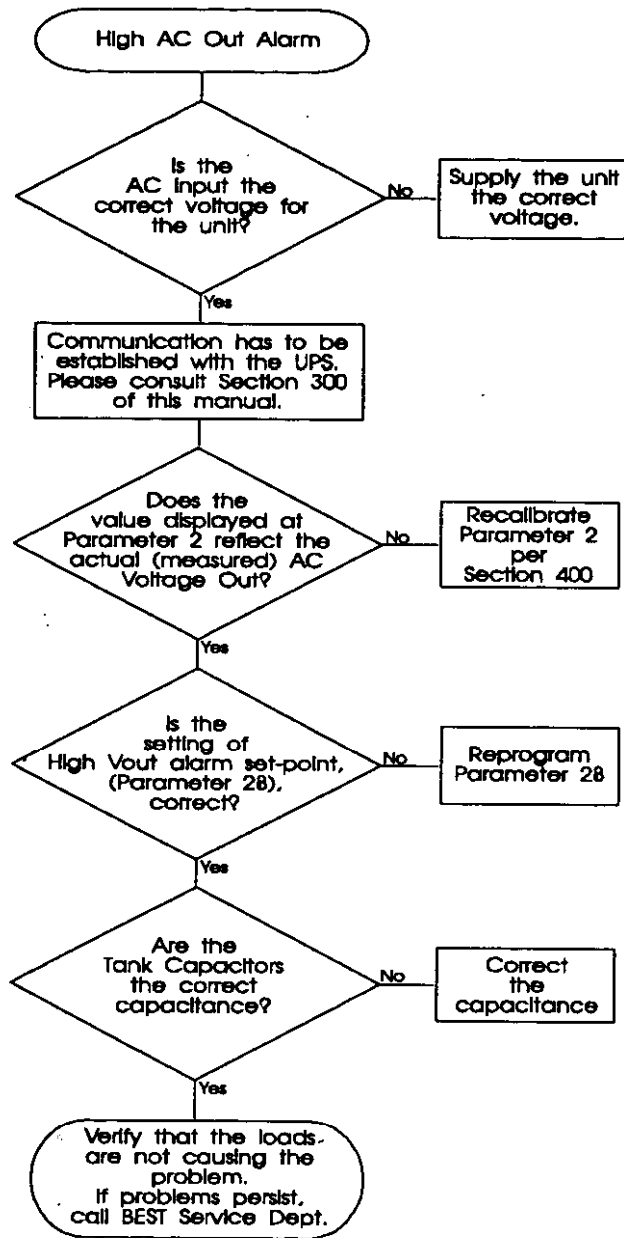 High AC Out Alarm
Is the
AC Input the
correct voltage for
the unit?
No
Supply the unit
the correct
voltage.
Yes
Communication has to be
established with the UPS.
Please consult Section 300
of this manual.
Does the
value displayed at
Parameter 2 reflect the
actual (measured) AC
Voltage Out?
No
Recalibrate
Parameter 2
per
Section 400
Yes
Is the
setting of
High Vout alarm set-point,
(Parameter 28),
correct?
No
Reprogram
Parameter 28
Yes
Are the
Tank Capacitors
the correct
capacitance?
No
Correct
the
capacitance
Yes
Verify that the loads
are not causing the
problem.
If problems persist,
call BEST Service Dept.